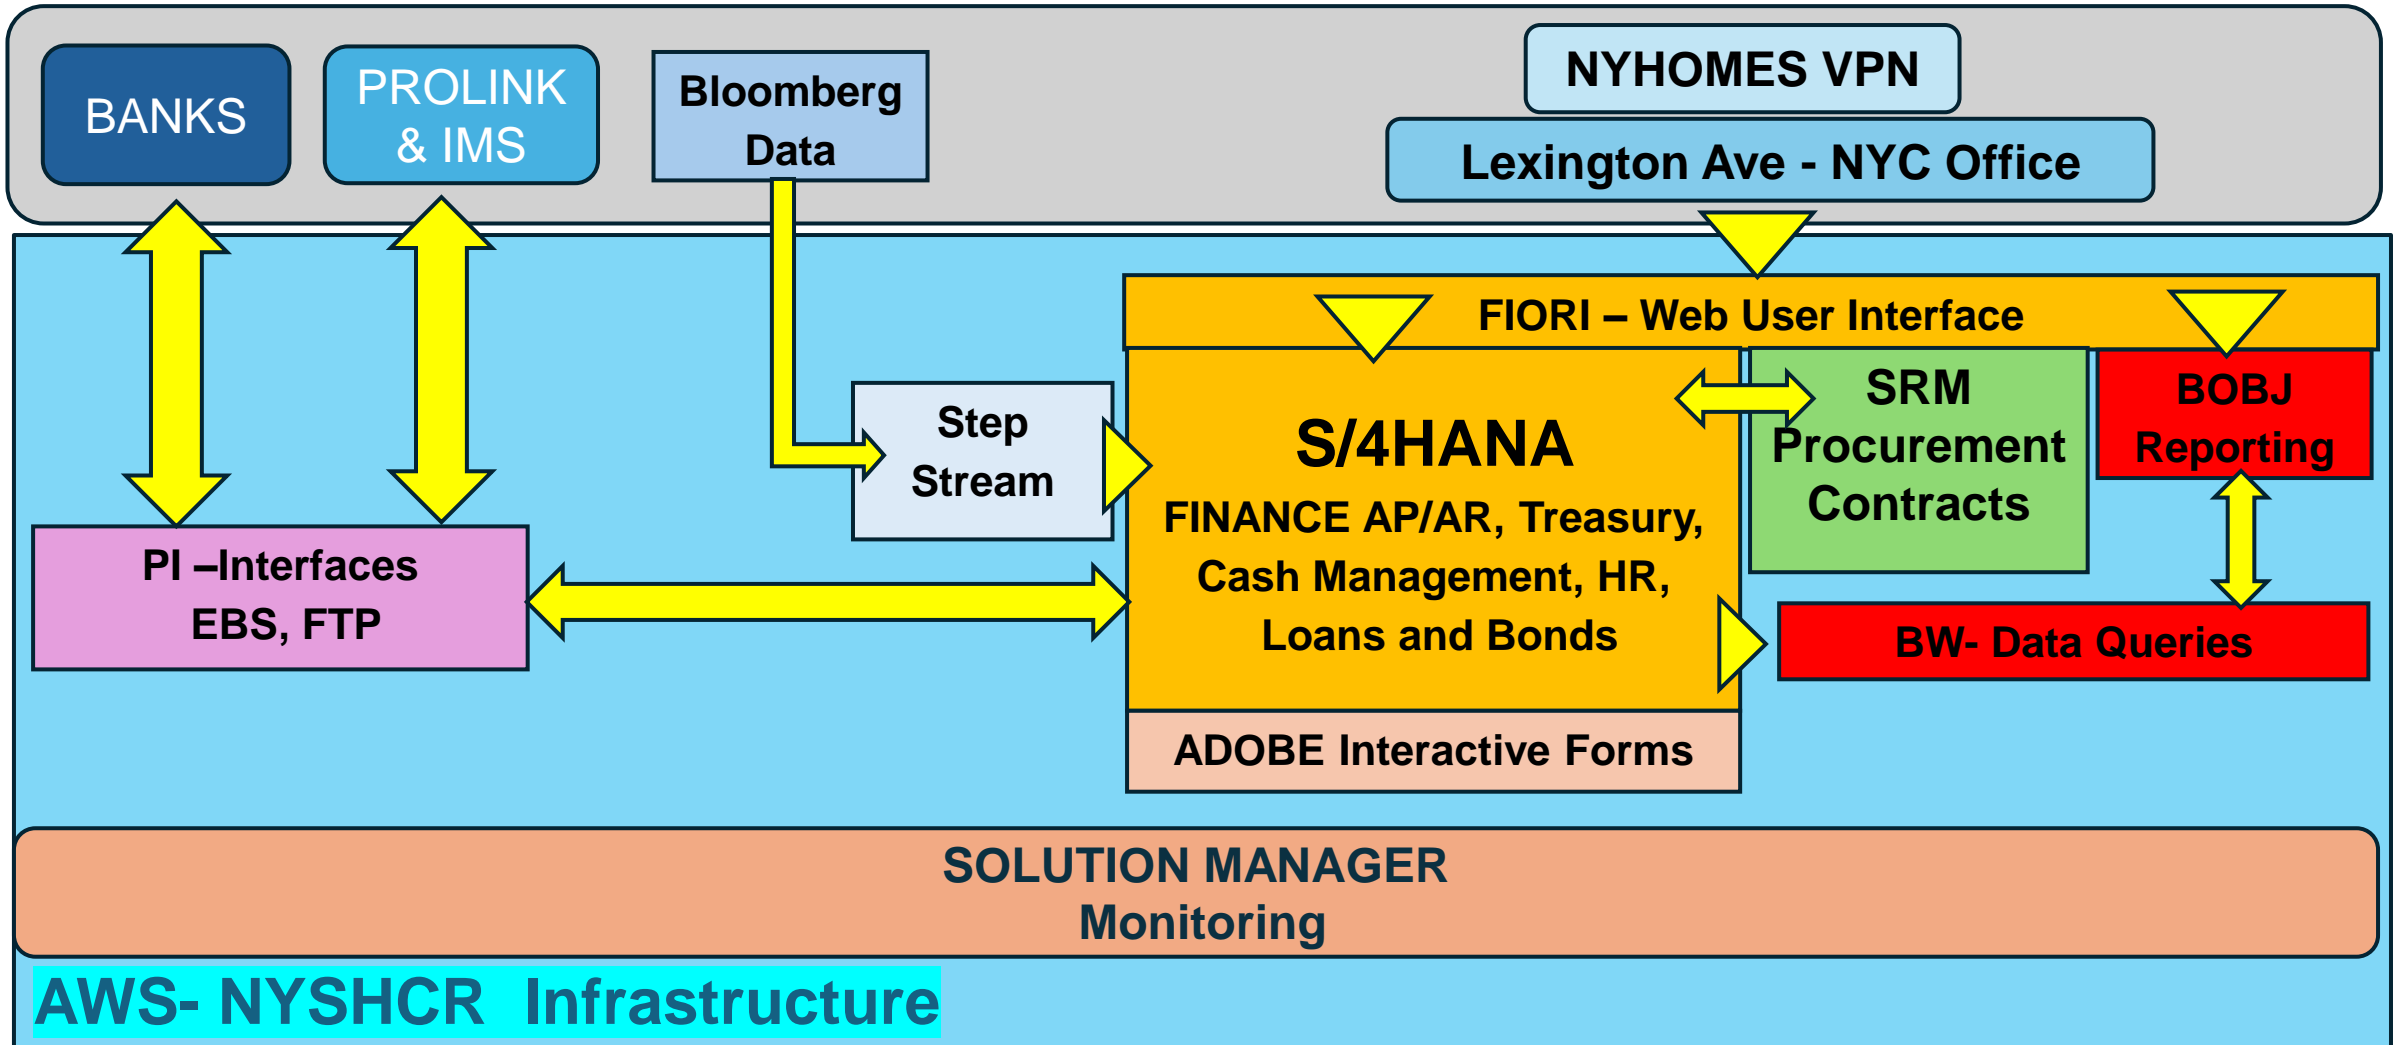 BANKS
PROLINK
& IMS
Bloomberg
Data
NYHOMES VPN
Lexington Ave - NYC Office
FIORI – Web User Interface
Step
Stream
S/4HANA
FINANCE AP/AR, Treasury,
Cash Management, HR,
Loans and Bonds
SRM
Procurement
Contracts
BOBJ
Reporting
PI –Interfaces
EBS, FTP
BW- Data Queries
ADOBE Interactive Forms
SOLUTION MANAGER
Monitoring
AWS- NYSHCR  Infrastructure